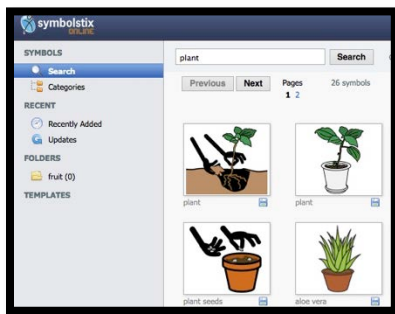 symbolstix
ONLINE
SYMBOLS
Search
Categories
RECENT
Recently Added
Updates
FOLDERS
fruit (0)
TEMPLATES
plant
Search
Previous Next Pages 26 symbols
1 2
plant
plant
plant seeds
aloe vera